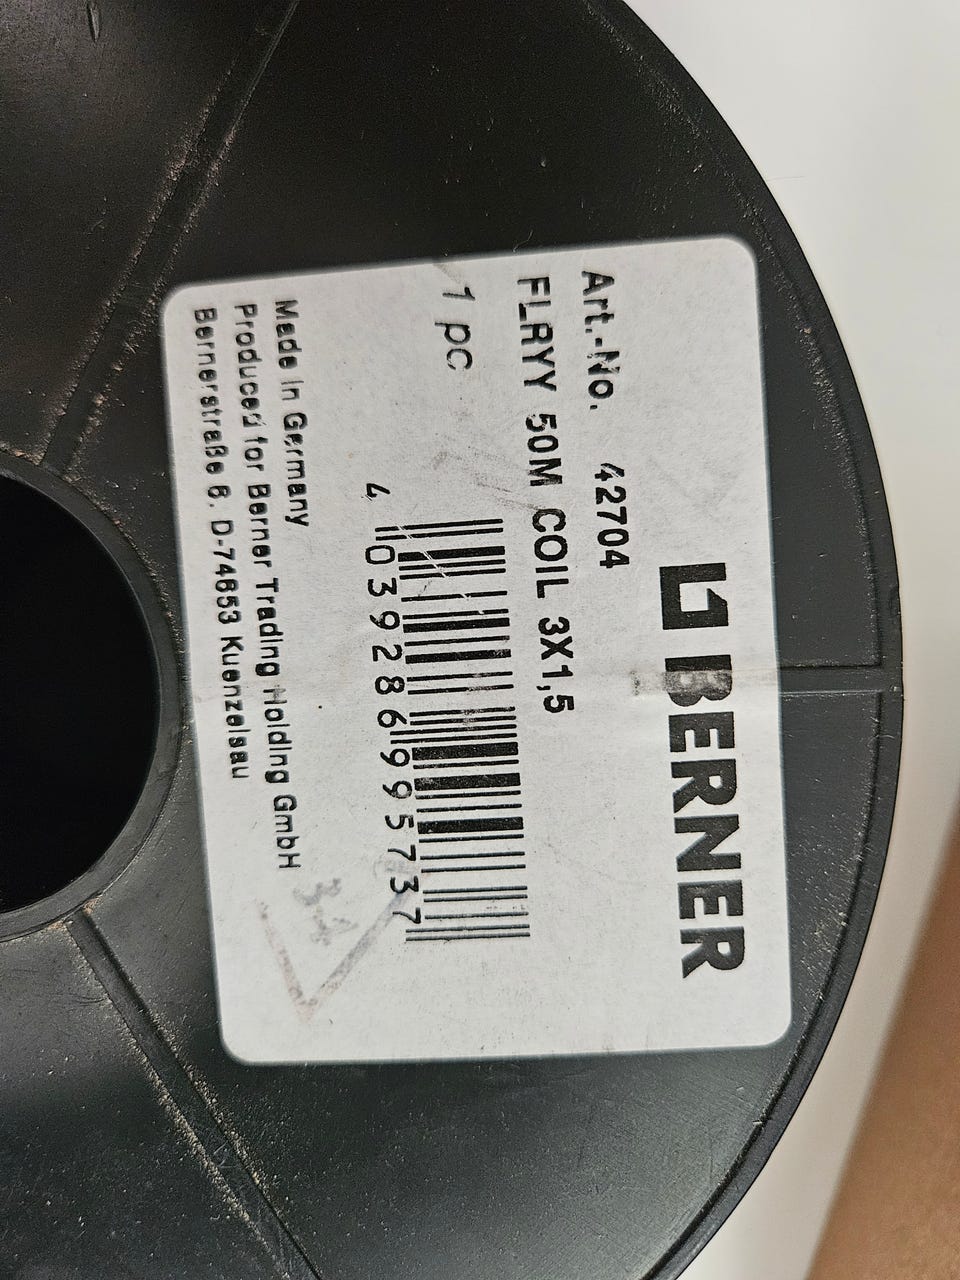 BERNER
Art.-No. 42704
FLRYY 50M COIL 3X1,5
1 pc
4 039286 995737
Made in Germany
Produced for Berner Trading Holding GmbH
Bernerstraße 6, D-74653 Kuenzelsau